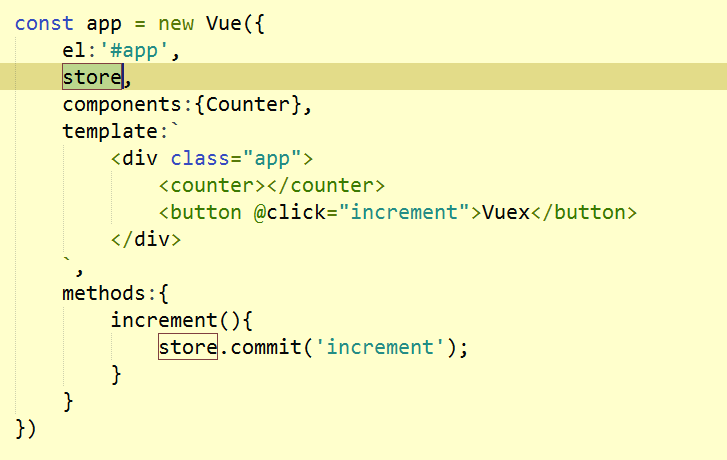 const app = new Vue({
    el:'#app',
    store,
    components:{Counter},
    template:`
        <div class="app">
            <counter></counter>
            <button @click="increment">Vuex</button>
        </div>
    `,
    methods:{
        increment(){
            store.commit('increment');
        }
    }
})